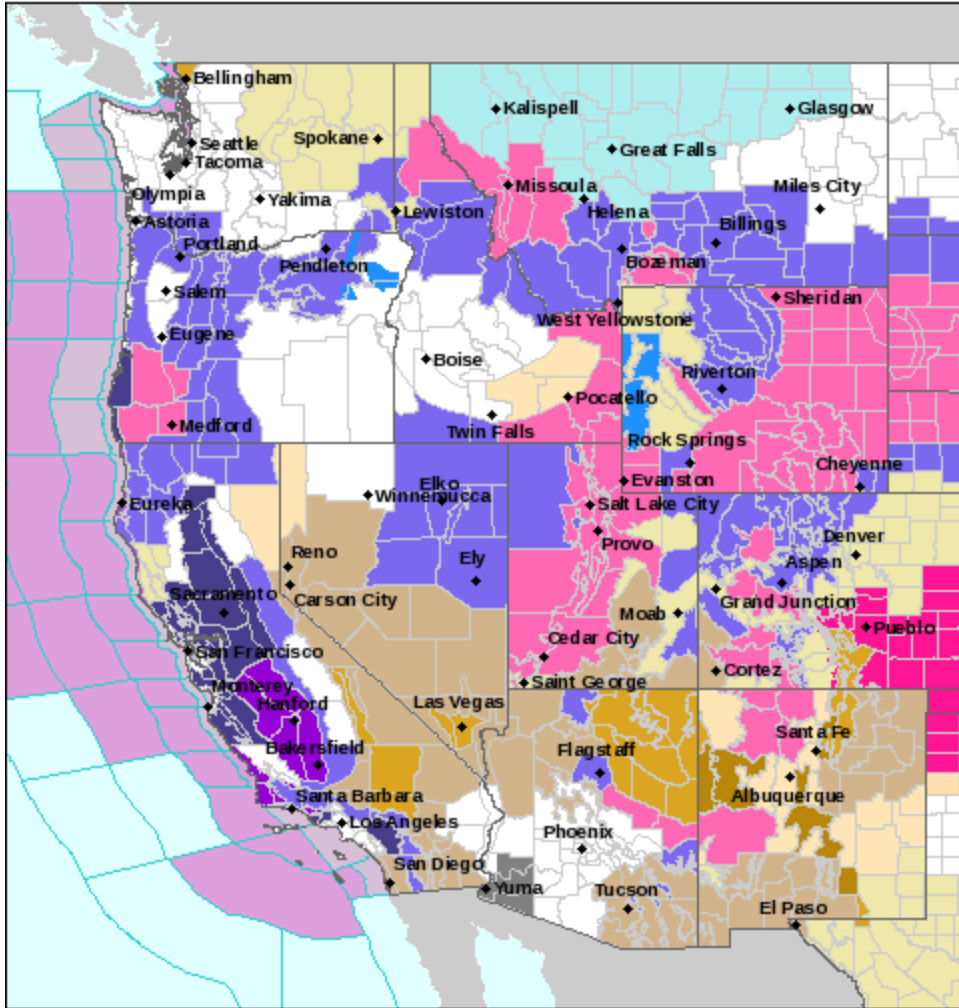 Bellingham
Kalispell
Glasgow
Seattle
Spokane
Great Falls
Tacoma
Olympia
Missoula
Miles City
Yakima
Lewiston
Helena
Astoria
Billings
Portland
Pendleton
Bozeman
Salem
Sheridan
West Yellowstone
Eugene
Boise
Riverton
Pocatello
Medford
Twin Falls
Rock Springs
Cheyenne
Evanston
Elko
Winnemucca
Eureka
Salt Lake City
Denver
Provo
Reno
Ely
Aspen
Sacramento
Carson City
Grand Junction
Moab
Pueblo
Cedar City
San Francisco
Cortez
Saint George
Monterey
Hanford
Las Vegas
Santa Fe
Bakersfield
Flagstaff
Albuquerque
Santa Barbara
Los Angeles
Phoenix
San Diego
Yuma
Tucson
El Paso